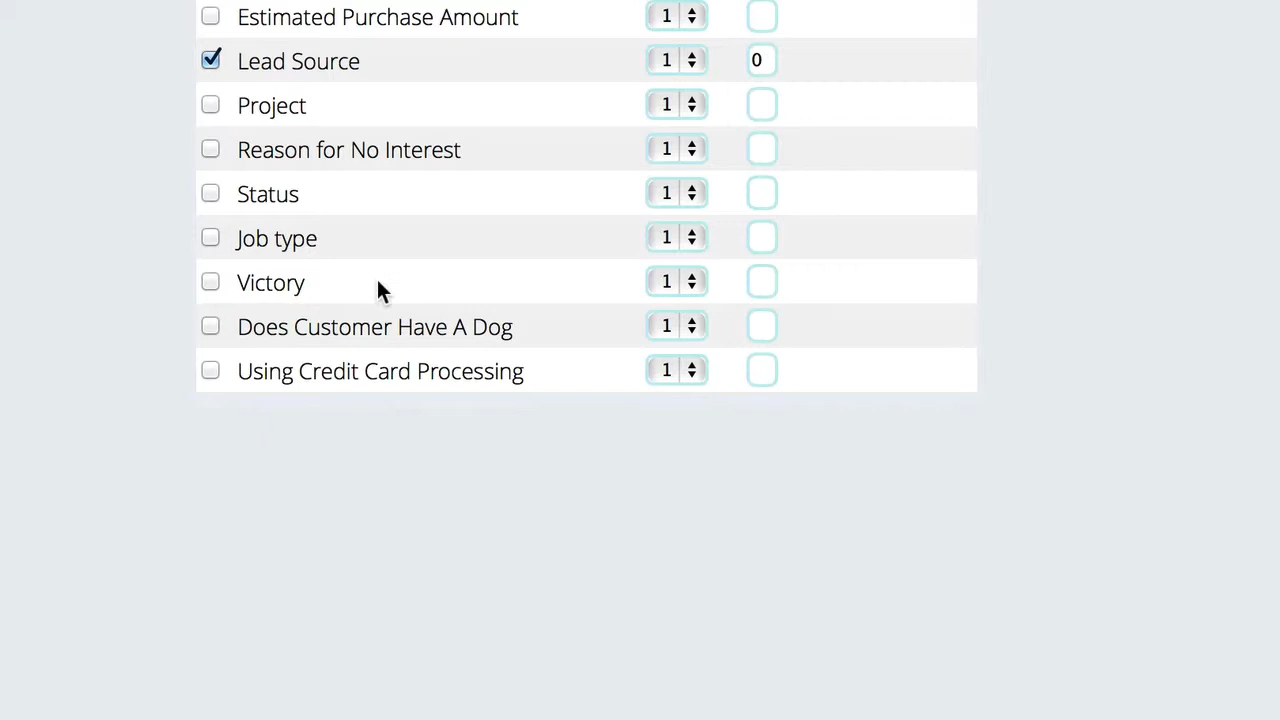 Estimated Purchase Amount 1
Lead Source 1 0
Project 1
Reason for No Interest 1
Status 1
Job type 1
Victory 1
Does Customer Have A Dog 1
Using Credit Card Processing 1